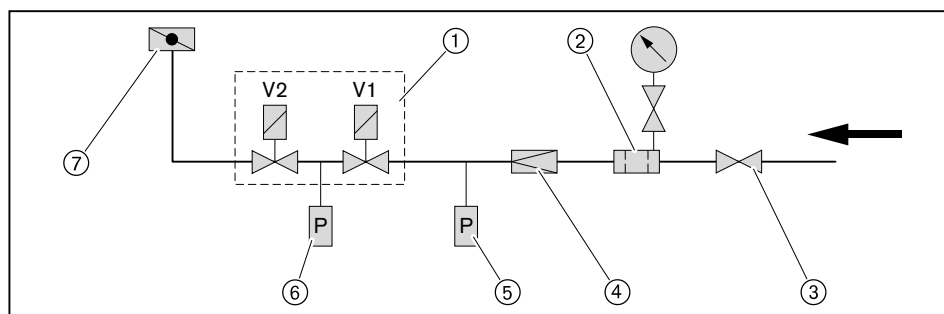 ① ②
V2 V1
⑦
P P
⑥ ⑤ ④ ③